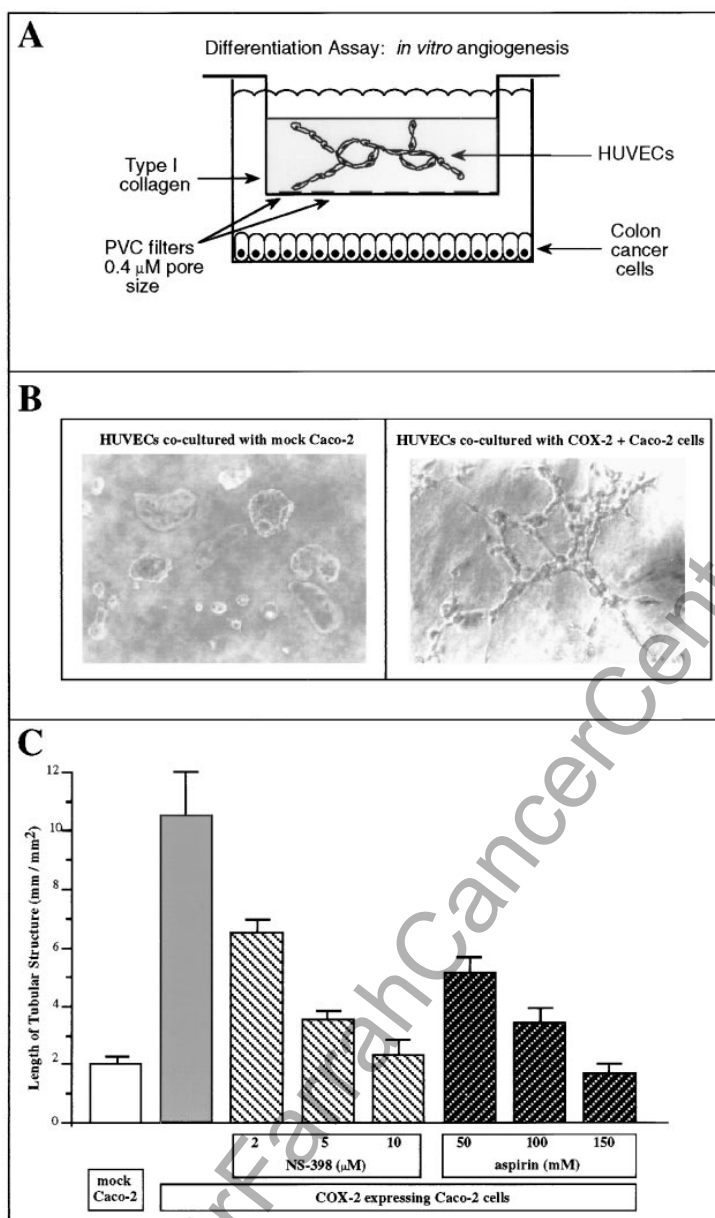 A
Differentiation Assay: in vitro angiogenesis
HUVECs
Type I
collagen
PVC filters
0.4 μM pore
size
Colon
cancer
cells
B
HUVECs co-cultured with mock Caco-2
HUVECs co-cultured with COX-2 + Caco-2 cells
C
Length of Tubular Structure (mm / mm²)
12
10
8
6
4
2
0
2 5 10
NS-398 (μM)
50 100 150
aspirin (mM)
mock
Caco-2
COX-2 expressing Caco-2 cells
rFarrahCancerCent